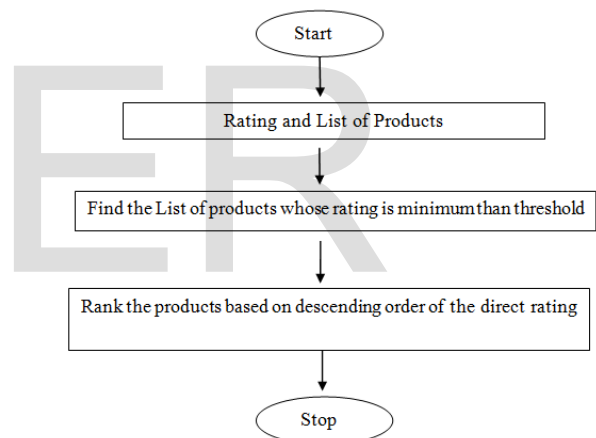 Start
ER
Rating and List of Products
Find the List of products whose rating is minimum than threshold
Rank the products based on descending order of the direct rating
Stop